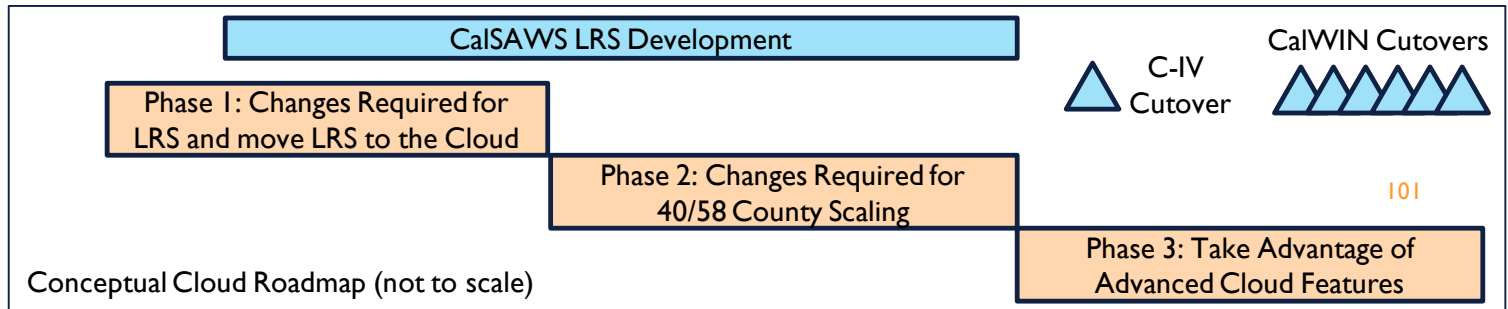 CalSAWS LRS Development
CalWIN Cutovers
C-IV
Cutover
Phase 1: Changes Required for
LRS and move LRS to the Cloud
Phase 2: Changes Required for
40/58 County Scaling
101
Phase 3: Take Advantage of
Advanced Cloud Features
Conceptual Cloud Roadmap (not to scale)